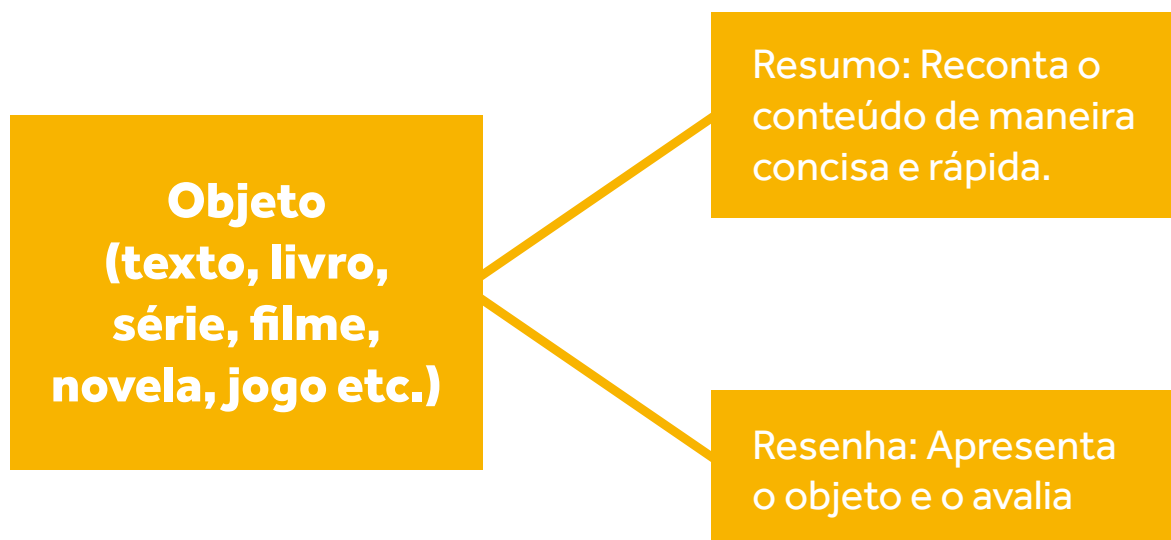 Objeto
(texto, livro,
série, filme,
novela, jogo etc.)
Resumo: Reconta o
conteúdo de maneira
concisa e rápida.
Resenha: Apresenta
o objeto e o avalia